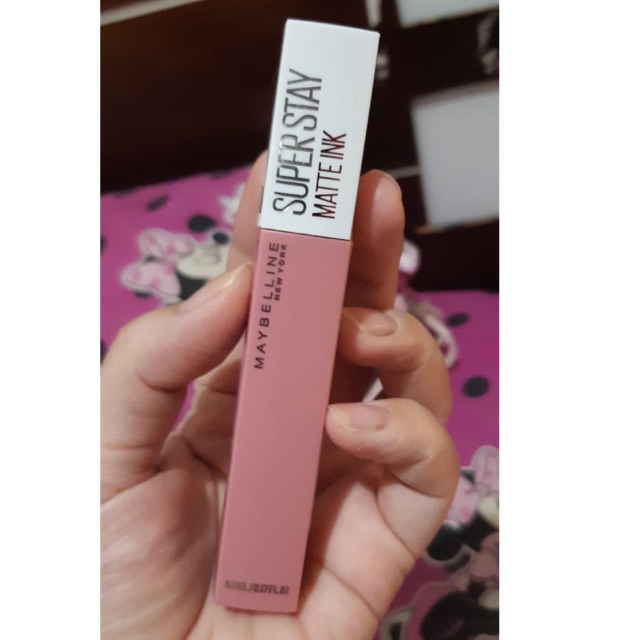 SUPER STAY
MATTE INK
MAYBELLINE
NEW YORK